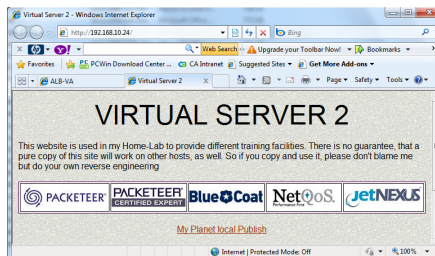 Virtual Server 2 - Windows Internet Explorer
http://192.168.10.24/
Bing
Web Search
Upgrade your Toolbar Now!
Bookmarks
Favorites
PCWin Download Center
CA Intranet
Suggested Sites
Get More Add-ons
ALB-VA
Virtual Server 2
Page
Safety
Tools
VIRTUAL SERVER 2
This website is used in my Home-Lab to provide different training facilities. There is no guarantee, that a
pure copy of this site will work on other hosts, as well. So if you copy and use it, please don't blame me
but do your own reverse engineering
PACKETEER
PACKETEER
CERTIFIED EXPERT
Blue Coat
NetQoS.
Performance First
jetNEXUS
My Planet local Publish
Internet | Protected Mode: Off
100%